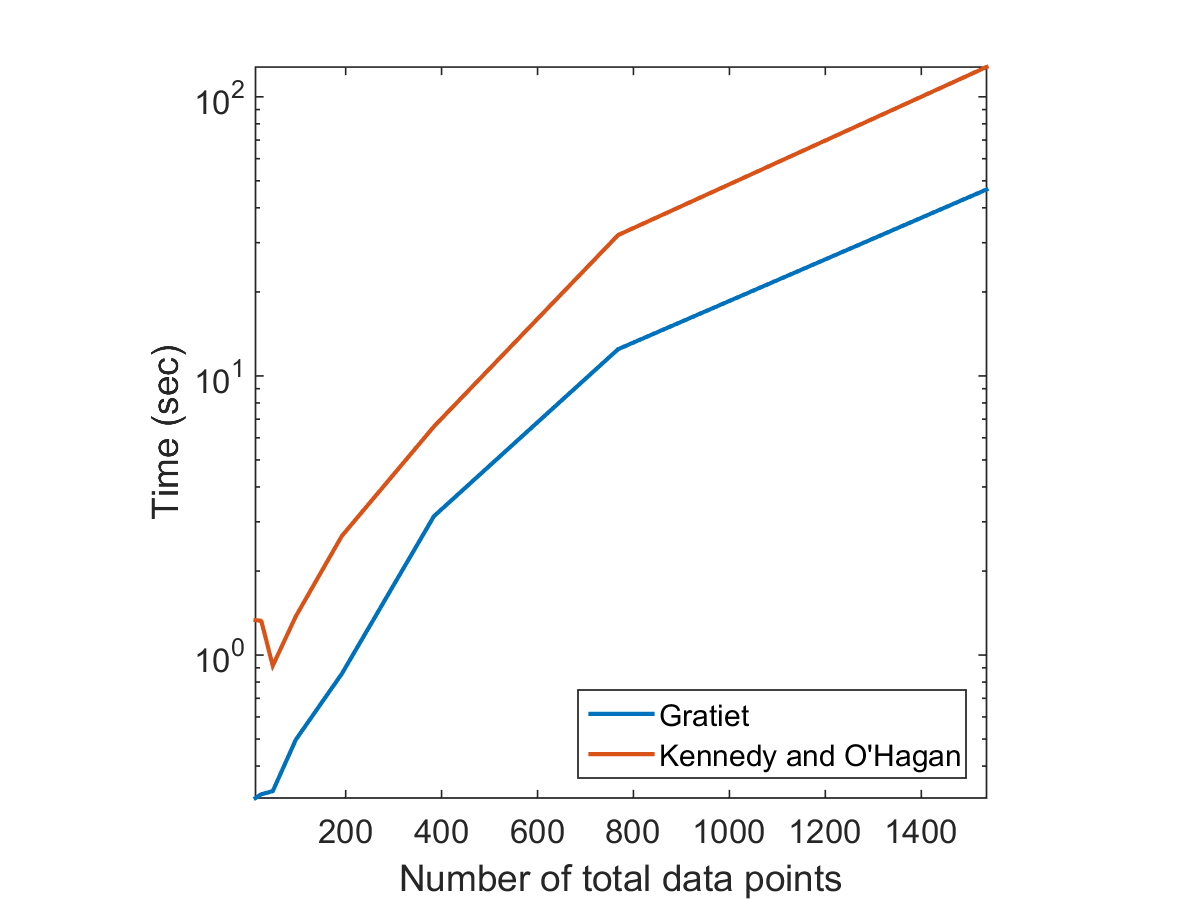 10^2
10^1
10^0
Time (sec)
Gratiet
Kennedy and O'Hagan
200 400 600 800 1000 1200 1400
Number of total data points